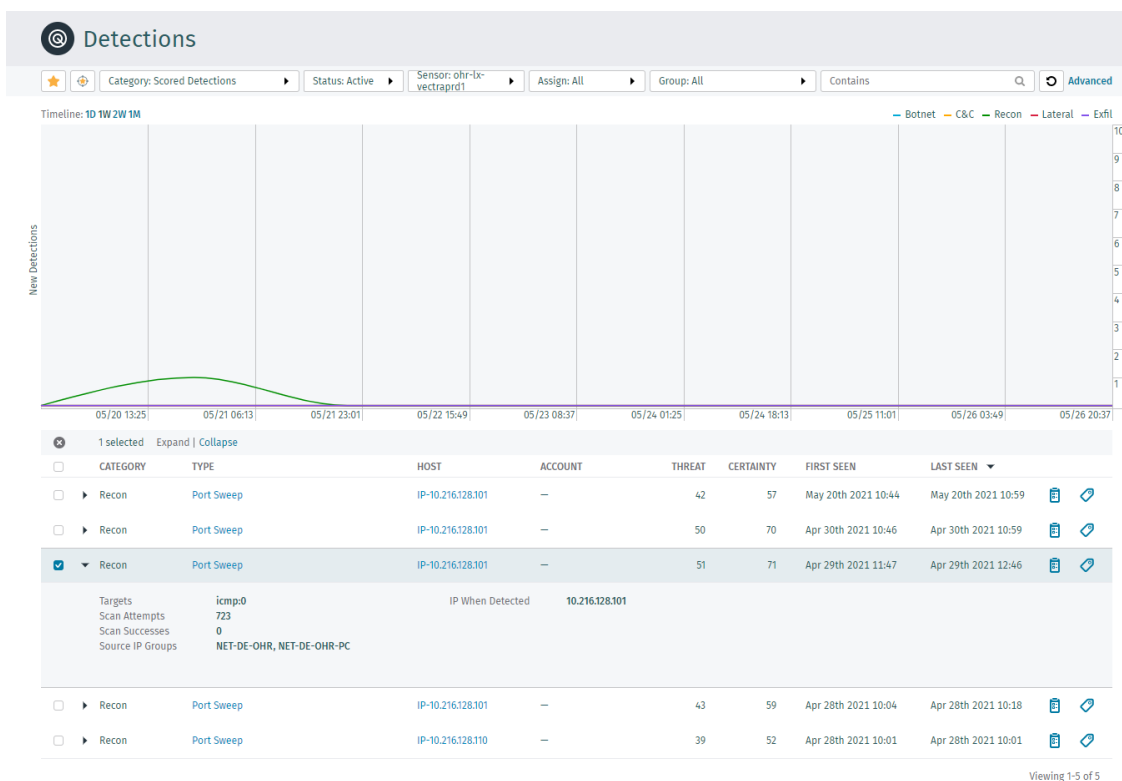 Detections
Category: Scored Detections Status: Active Sensor: ohr-lx-vectraprd1 Assign: All Group: All Contains Advanced
Timeline: 1D 1W 2W 1M Botnet C&C Recon Lateral Exfil
10
9
8
7
6
5
4
3
2
1
New Detections
05/20 13:25 05/21 06:13 05/21 23:01 05/22 15:49 05/23 08:37 05/24 01:25 05/24 18:13 05/25 11:01 05/26 03:49 05/26 20:37
1 selected Expand | Collapse
CATEGORY TYPE HOST ACCOUNT THREAT CERTAINTY FIRST SEEN LAST SEEN
Recon Port Sweep IP-10.216.128.101 — 42 57 May 20th 2021 10:44 May 20th 2021 10:59
Recon Port Sweep IP-10.216.128.101 — 50 70 Apr 30th 2021 10:46 Apr 30th 2021 10:59
Recon Port Sweep IP-10.216.128.101 — 51 71 Apr 29th 2021 11:47 Apr 29th 2021 12:46
Targets icmp:0 IP When Detected 10.216.128.101
Scan Attempts 723
Scan Successes 0
Source IP Groups NET-DE-OHR, NET-DE-OHR-PC
Recon Port Sweep IP-10.216.128.101 — 43 59 Apr 28th 2021 10:04 Apr 28th 2021 10:18
Recon Port Sweep IP-10.216.128.110 — 39 52 Apr 28th 2021 10:01 Apr 28th 2021 10:01
Viewing 1-5 of 5